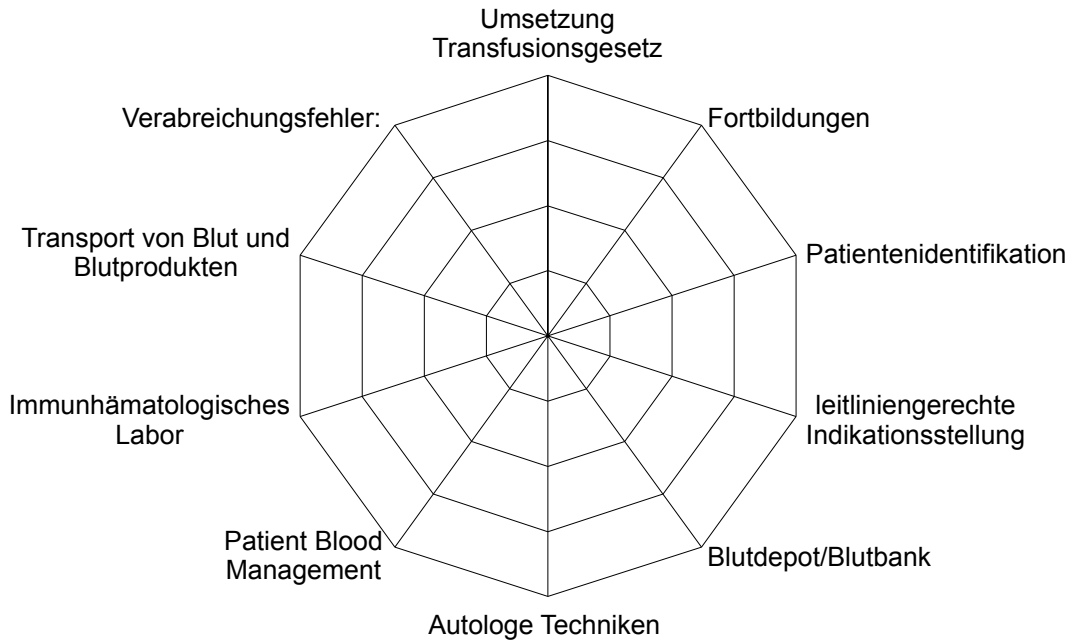 Umsetzung
Transfusionsgesetz
Verabreichungsfehler:
Fortbildungen
Transport von Blut und
Blutprodukten
Patientenidentifikation
Immunhämatologisches
Labor
leitliniengerechte
Indikationsstellung
Patient Blood
Management
Blutdepot/Blutbank
Autologe Techniken